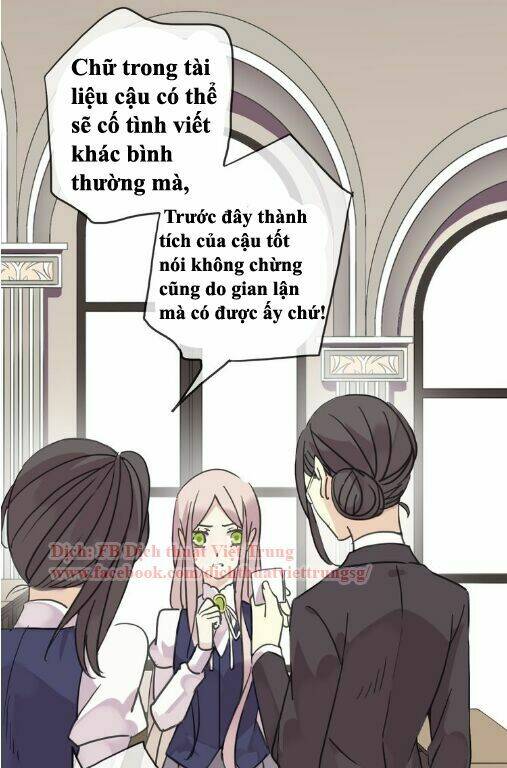 Chữ trong tài
liệu cậu có thể
sẽ cố tình viết
khác bình
thường mà,
Trước đây thành
tích của cậu tốt
nói không chừng
cũng do gian lận
mà có được ấy chứ!
Dịch: FB Dịch thuật Việt Trung
www.facebook.com/dichthuatviettrungsg/